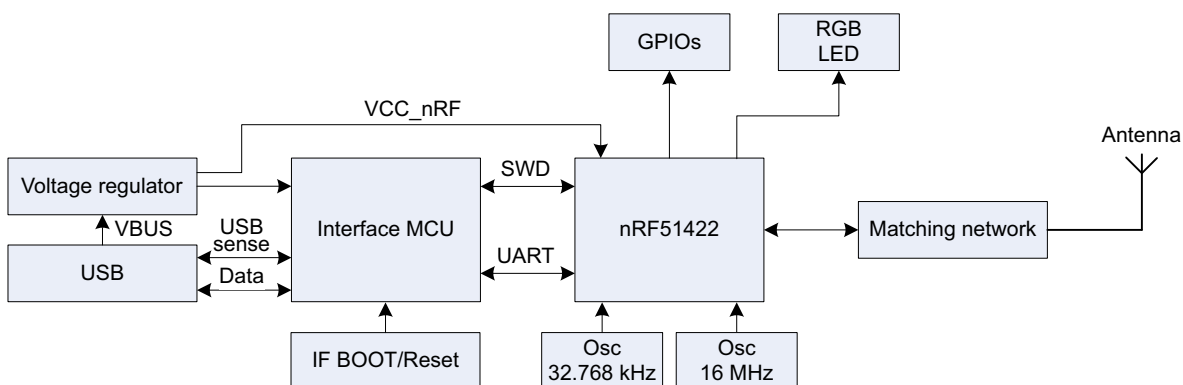 GPIOs
RGB
LED
VCC_nRF
Antenna
Voltage regulator
SWD
Interface MCU
nRF51422
Matching network
VBUS
USB
sense
UART
USB
Data
IF BOOT/Reset
Osc
32.768 kHz
Osc
16 MHz